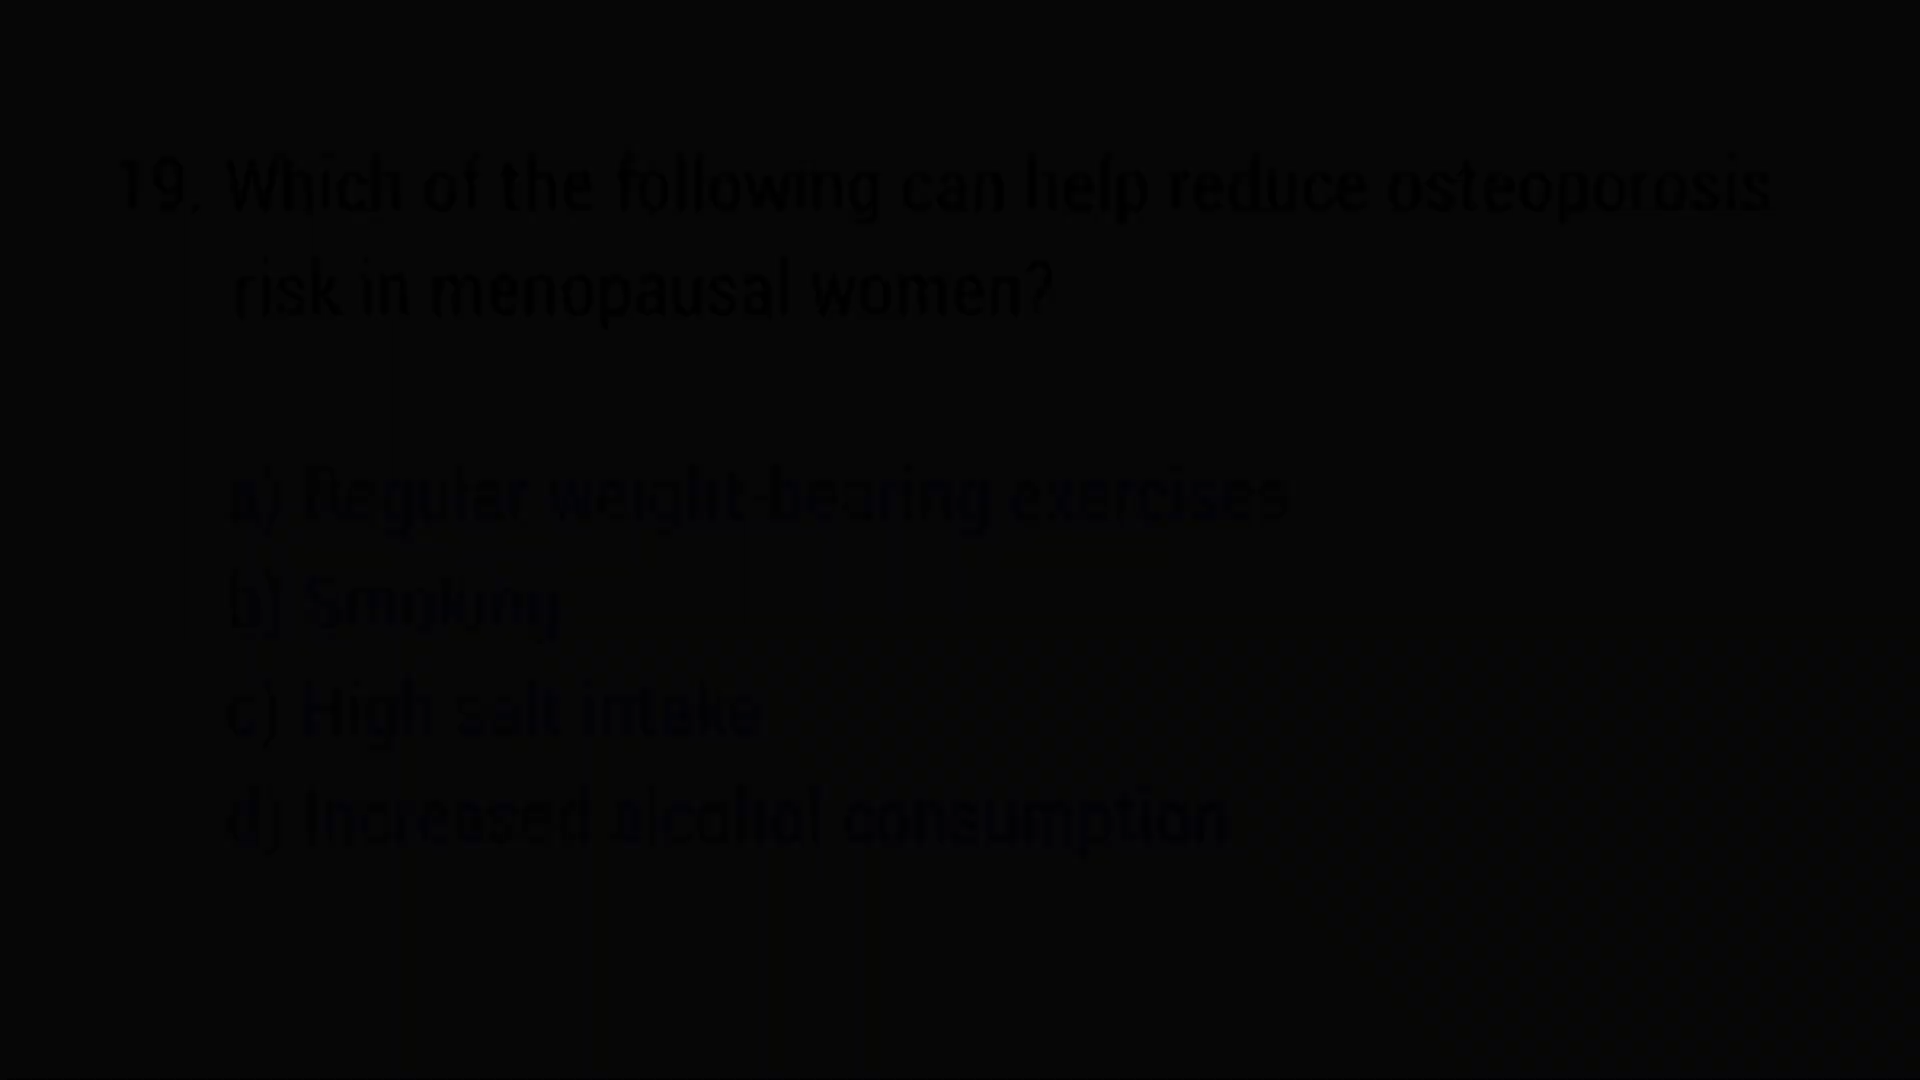 19. Which of the following can help reduce osteoporosis
risk in menopausal women?
a) Regular weight-bearing exercises
b) Smoking
c) High salt intake
d) Increased alcohol consumption